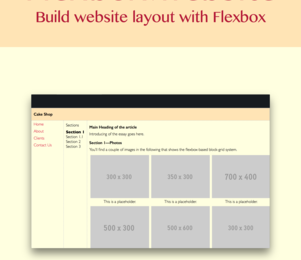 Build website layout with Flexbox
Cake Shop
Home
About
Clients
Contact Us
Sections
Section 1
Section 1.1
Section 2
Section 3
Main Heading of the article
Introducing of the essay goes here.
Section 1—Photos
You'll find a couple of images in the following that shows the flexbox-based block-grid system.
300 x 300
350 x 300
700 x 400
This is a placeholder
This is a placeholder
This is a placeholder
500 x 300
500 x 600
300 x 300